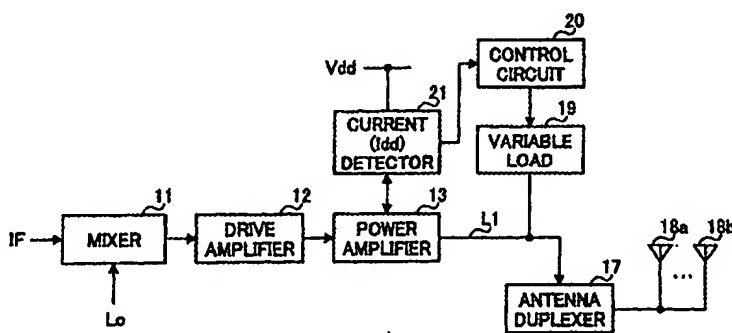 20
CONTROL
CIRCUIT
Vdd
21
19
CURRENT
(Idd)
DETECTOR
VARIABLE
LOAD
11
12
13
IF
MIXER
DRIVE
AMPLIFIER
POWER
AMPLIFIER
L1
18a
...
18b
17
Lo
ANTENNA
DUPLEXER